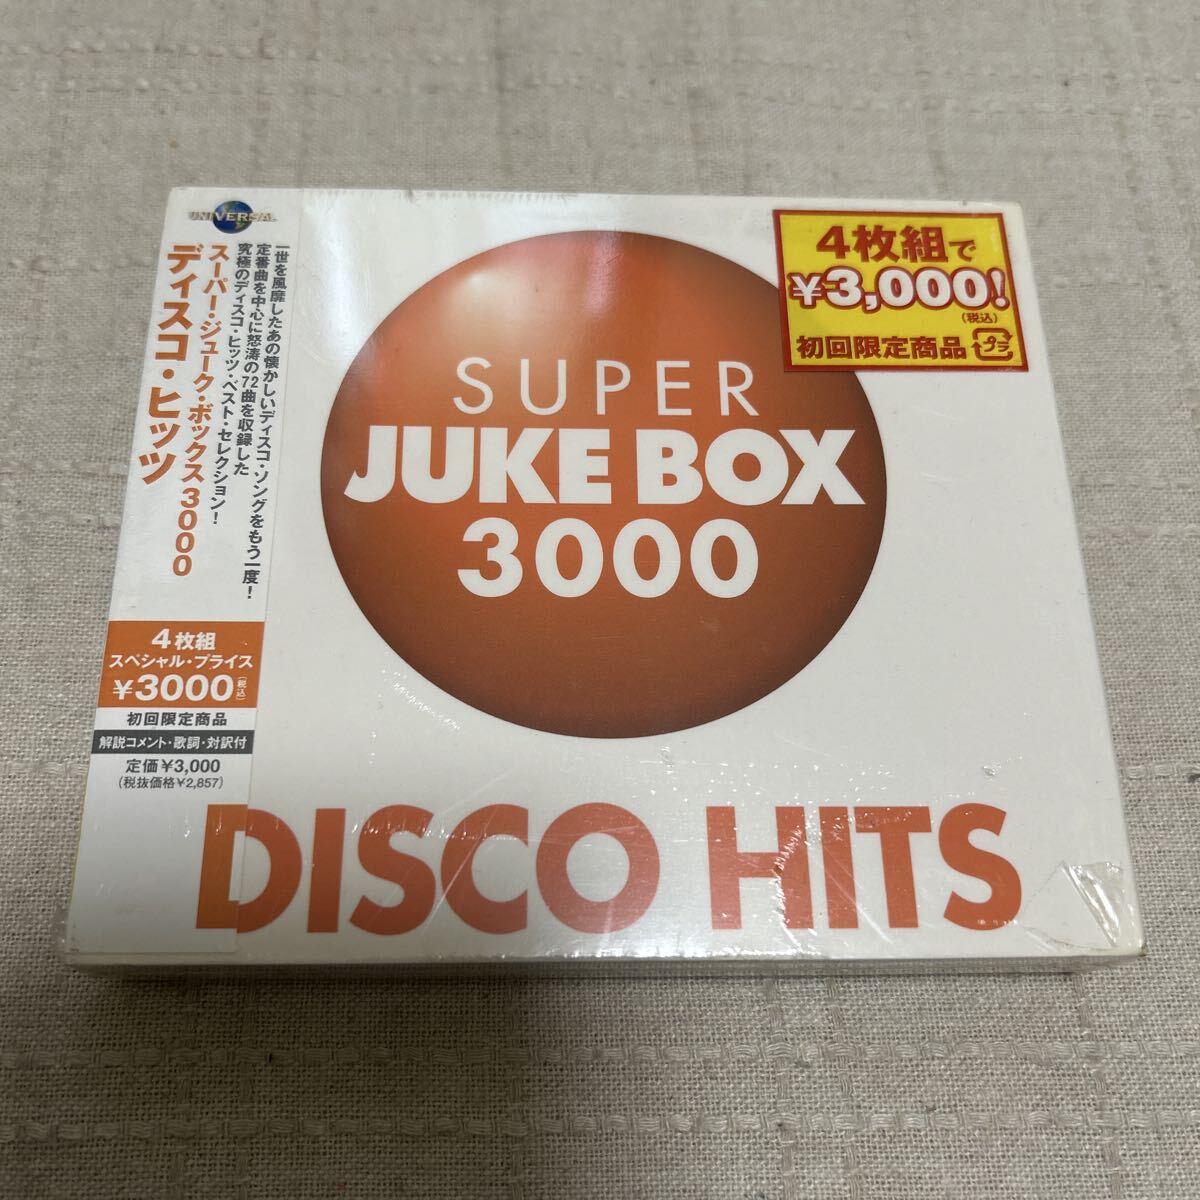 UNIVERSAL
一世を風靡したあの懐かしいディスコ・ソングをもう一度!
定番曲を中心に怒涛の72曲を収録した
究極のディスコ・ヒッツ・ベスト・セレクション!
スーパー・ジューク・ボックス3000
ディスコ・ヒッツ
4枚組
スペシャル・プライス
¥3000(税込)
初回限定商品
解説コメント・歌詞・対訳付
定価¥3,000
(税抜価格¥2,857)
4枚組で
¥3,000!
(税込)
初回限定商品 プラ
SUPER
JUKE BOX
3000
DISCO HITS